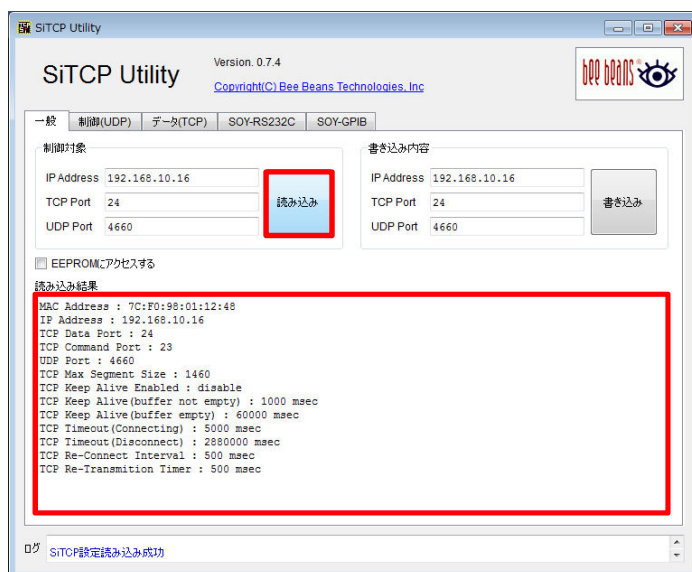 SiTCP Utility
SiTCP Utility
Version. 0.7.4
Copyright(C) Bee Beans Technologies, Inc
bee beans
一般 制御(UDP) データ(TCP) SOY-RS232C SOY-GPIB
制御対象
IP Address 192.168.10.16
TCP Port 24
UDP Port 4660
読み込み
書き込み内容
IP Address 192.168.10.16
TCP Port 24
UDP Port 4660
書き込み
EEPROMにアクセスする
読み込み結果
MAC Address : 7C:F0:98:01:12:48
IP Address : 192.168.10.16
TCP Data Port : 24
TCP Command Port : 23
UDP Port : 4660
TCP Max Segment Size : 1460
TCP Keep Alive Enabled : disable
TCP Keep Alive(buffer not empty) : 1000 msec
TCP Keep Alive(buffer empty) : 60000 msec
TCP Timeout(Connecting) : 5000 msec
TCP Timeout(Disconnect) : 2880000 msec
TCP Re-Connect Interval : 500 msec
TCP Re-Transmition Timer : 500 msec
ログ SiTCP設定読み込み成功